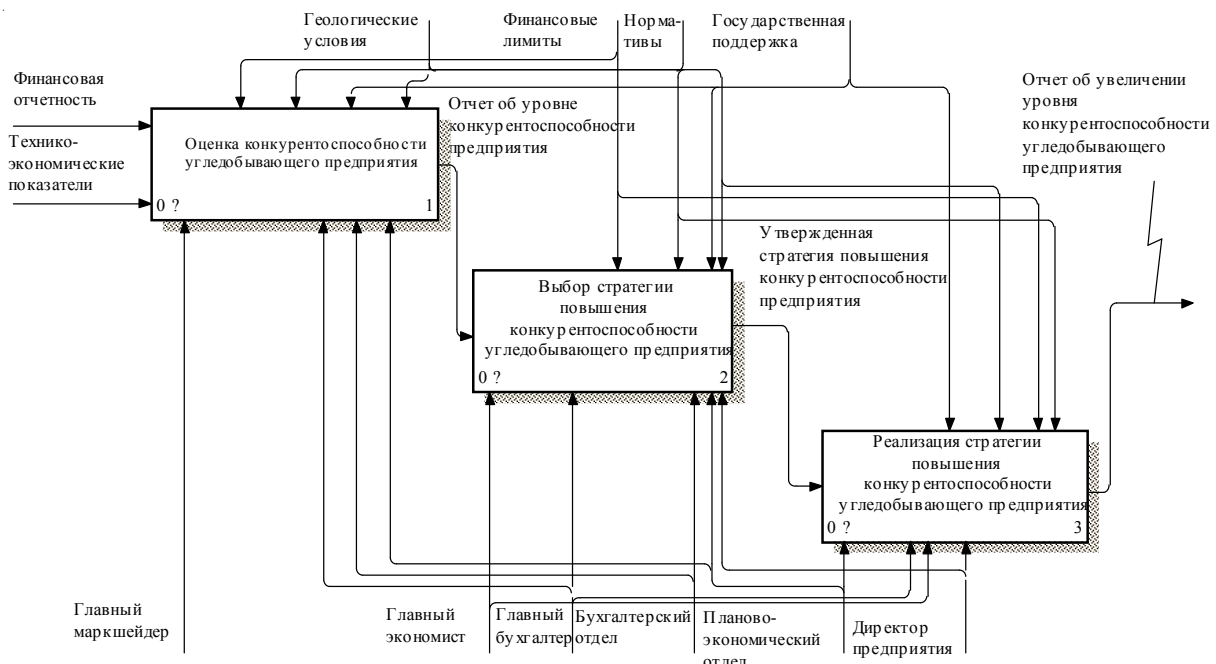 Геологические
условия
Финансовые
лимиты
Норма-
тивы
Государственная
поддержка
Финансовая
отчетность
Технико-
экономические
показатели
Оценка конкурентоспособности
угледобывающего предприятия
0 ?
1
Отчет об уровне
конкурентоспособности
предприятия
Отчет об увеличении
уровня
конкурентоспособности
угледобывающего
предприятия
Выбор стратегии
повышения
конкурентоспособности
угледобывающего предприятия
0 ?
2
Утвержденная
стратегия повышения
конкурентоспособности
предприятия
Реализация стратегии
повышения
конкурентоспособности
угледобывающего предприятия
0 ?
3
Главный
маркшейдер
Главный
экономист
Главный
бухгалтер
Бухгалтерский
отдел
Планово-
экономический
отдел
Директор
предприятия